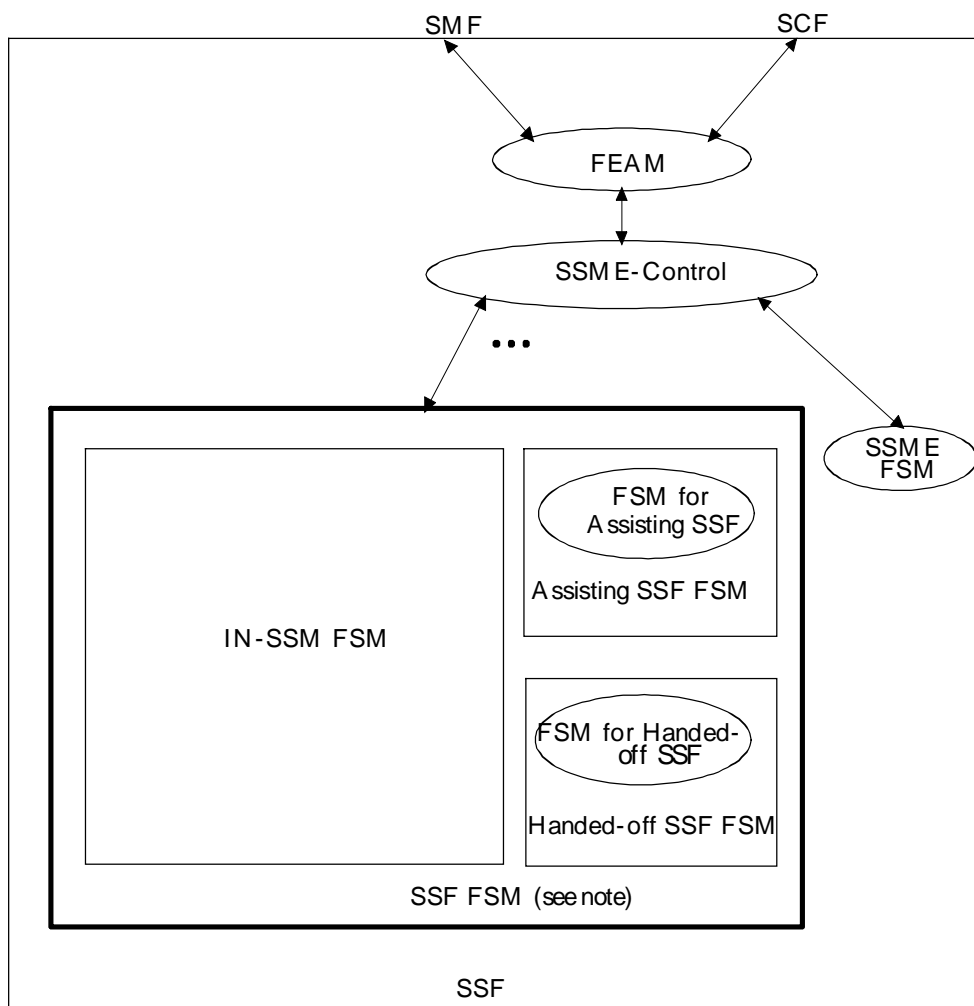 SMF SCF
FEAM
SSME-Control
...
SSME
FSM
FSM for
Assisting SSF
Assisting SSF FSM
IN-SSM FSM
FSM for Handed-
off SSF
Handed-off SSF FSM
SSF FSM (see note)
SSF